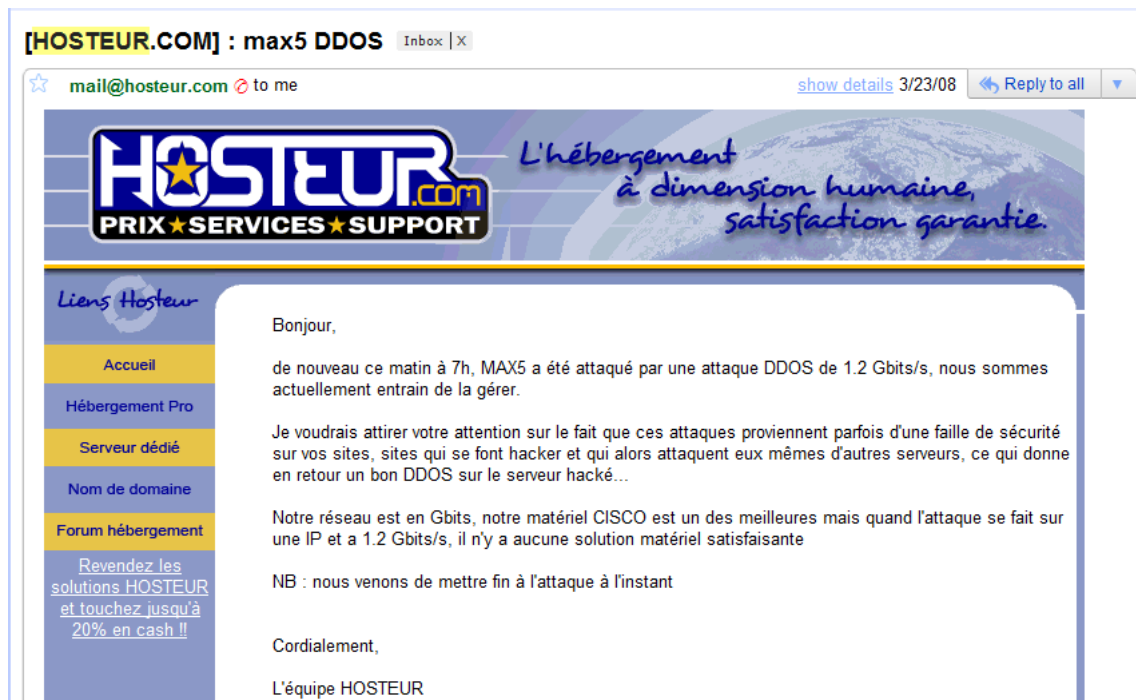 [HOSTEUR.COM] : max5 DDOS Inbox | X
mail@hosteur.com to me show details 3/23/08 Reply to all
HOSTEUR.com
PRIX★SERVICES★SUPPORT
L'hébergement
à dimension humaine,
satisfaction garantie.
Liens Hosteur
Accueil
Hébergement Pro
Serveur dédié
Nom de domaine
Forum hébergement
Revendez les
solutions HOSTEUR
et touchez jusqu'à
20% en cash !!
Bonjour,
de nouveau ce matin à 7h, MAX5 a été attaqué par une attaque DDOS de 1.2 Gbits/s, nous sommes
actuellement entrain de la gérer.
Je voudrais attirer votre attention sur le fait que ces attaques proviennent parfois d'une faille de sécurité
sur vos sites, sites qui se font hacker et qui alors attaquent eux mêmes d'autres serveurs, ce qui donne
en retour un bon DDOS sur le serveur hacké...
Notre réseau est en Gbits, notre matériel CISCO est un des meilleures mais quand l'attaque se fait sur
une IP et a 1.2 Gbits/s, il n'y a aucune solution matériel satisfaisante
NB : nous venons de mettre fin à l'attaque à l'instant
Cordialement,
L'équipe HOSTEUR